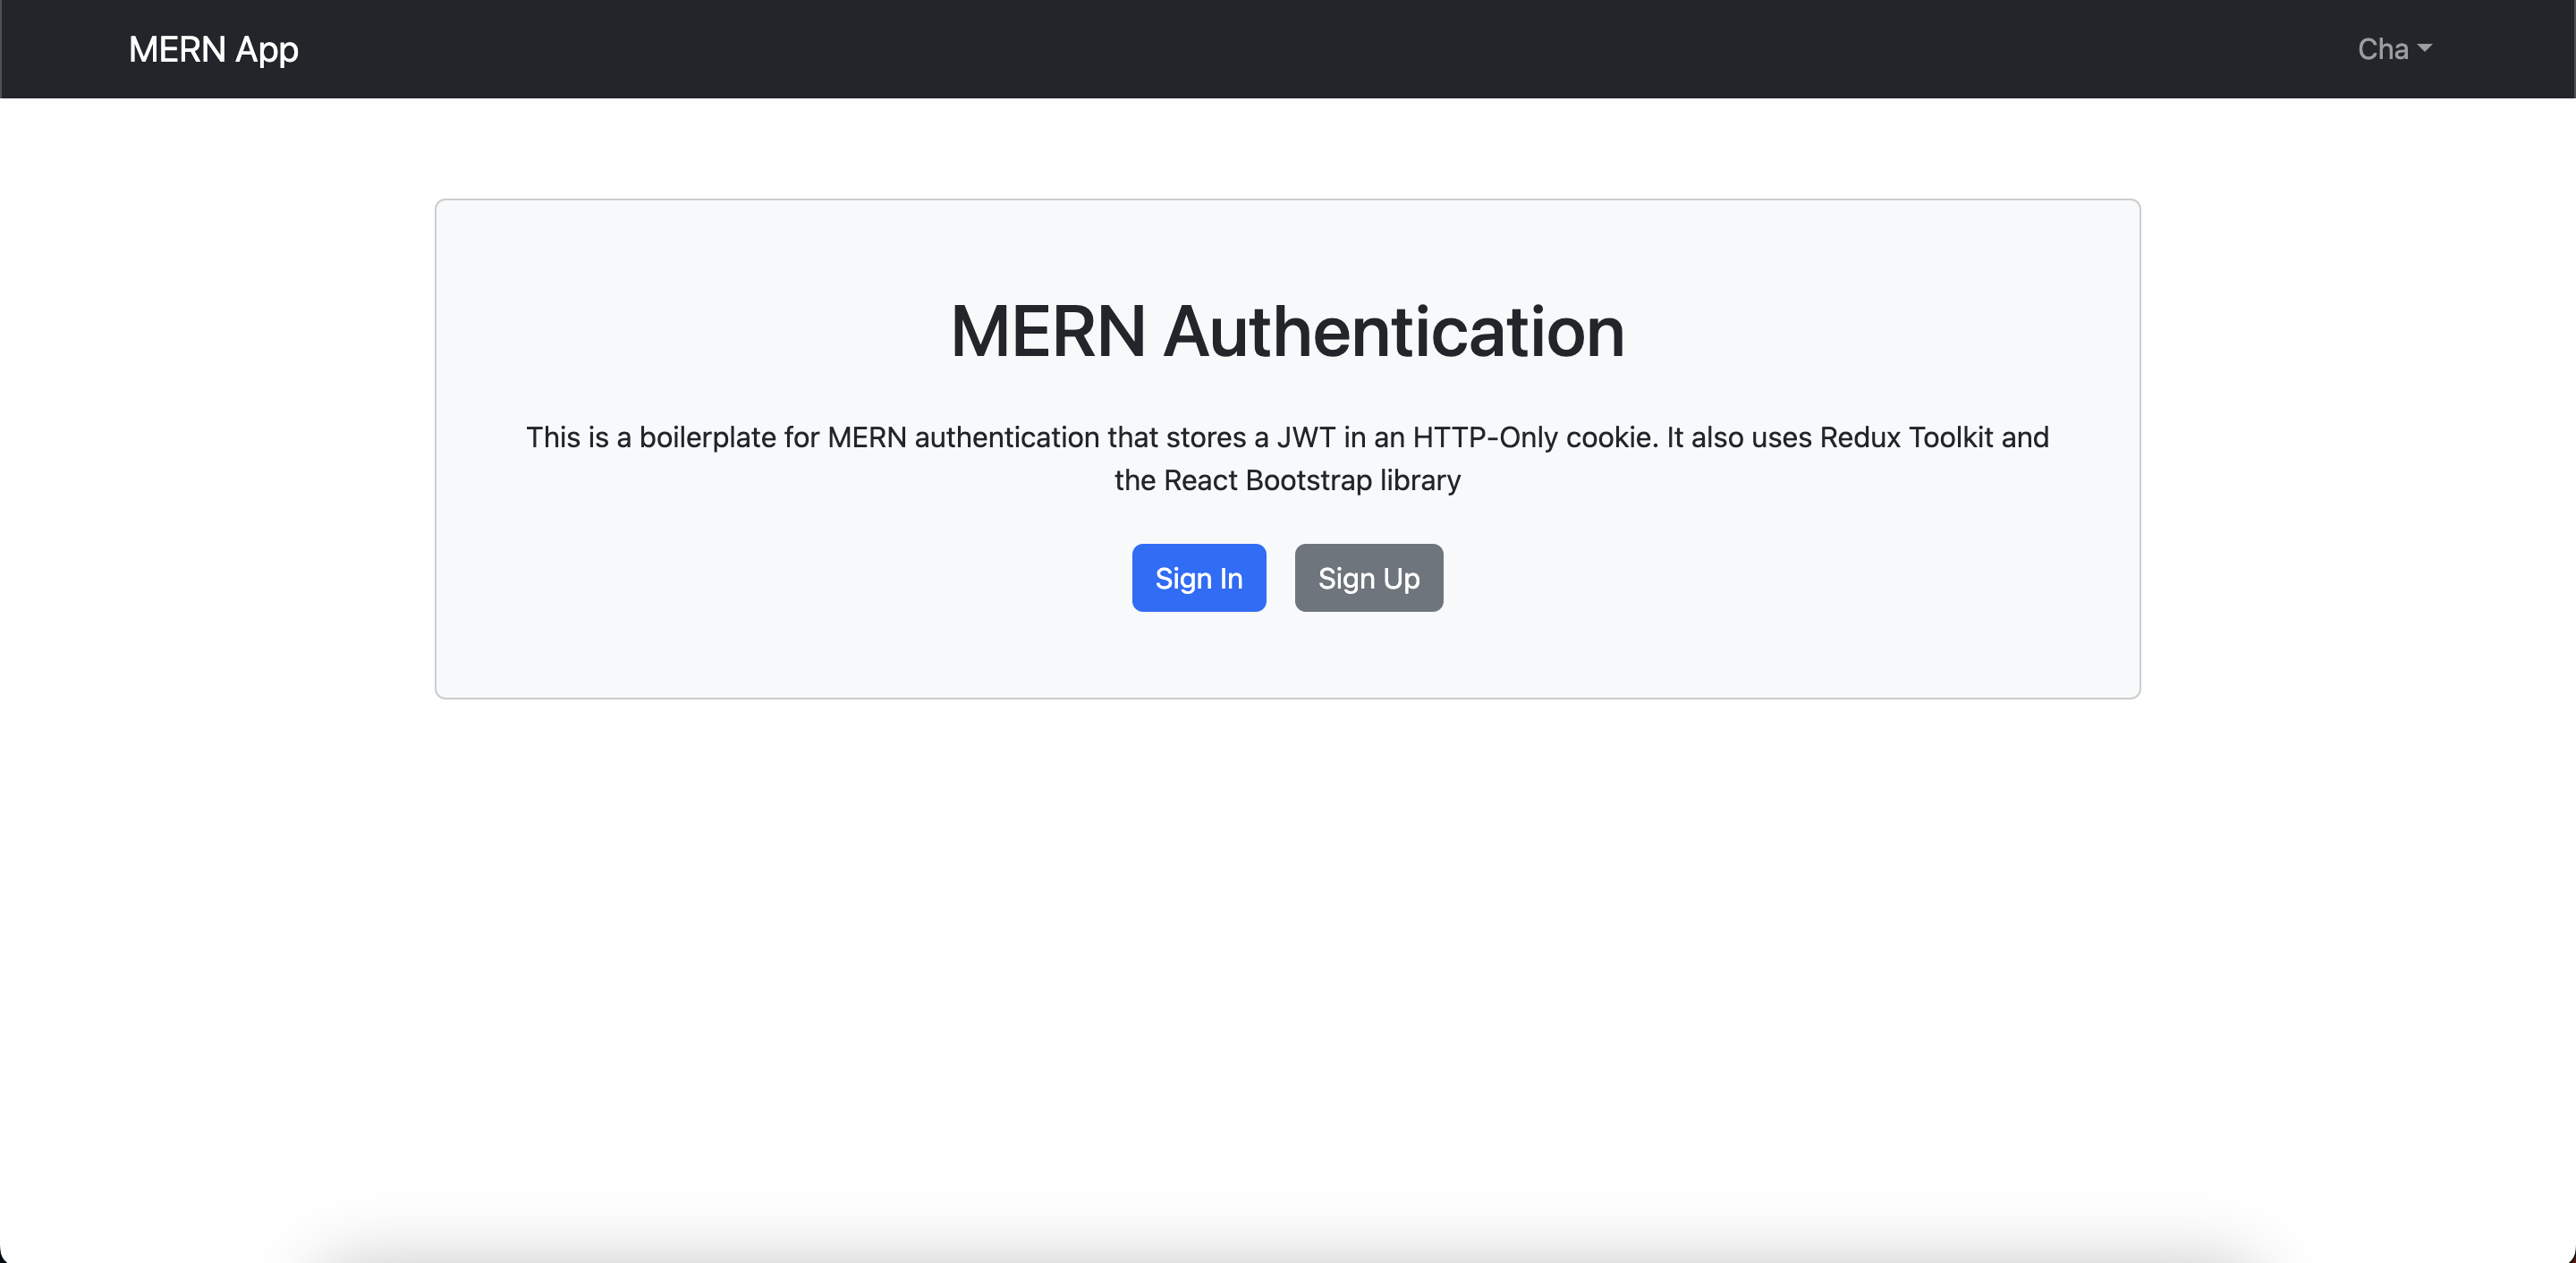 MERN App
Cha
MERN Authentication
This is a boilerplate for MERN authentication that stores a JWT in an HTTP-Only cookie. It also uses Redux Toolkit and
the React Bootstrap library
Sign In
Sign Up